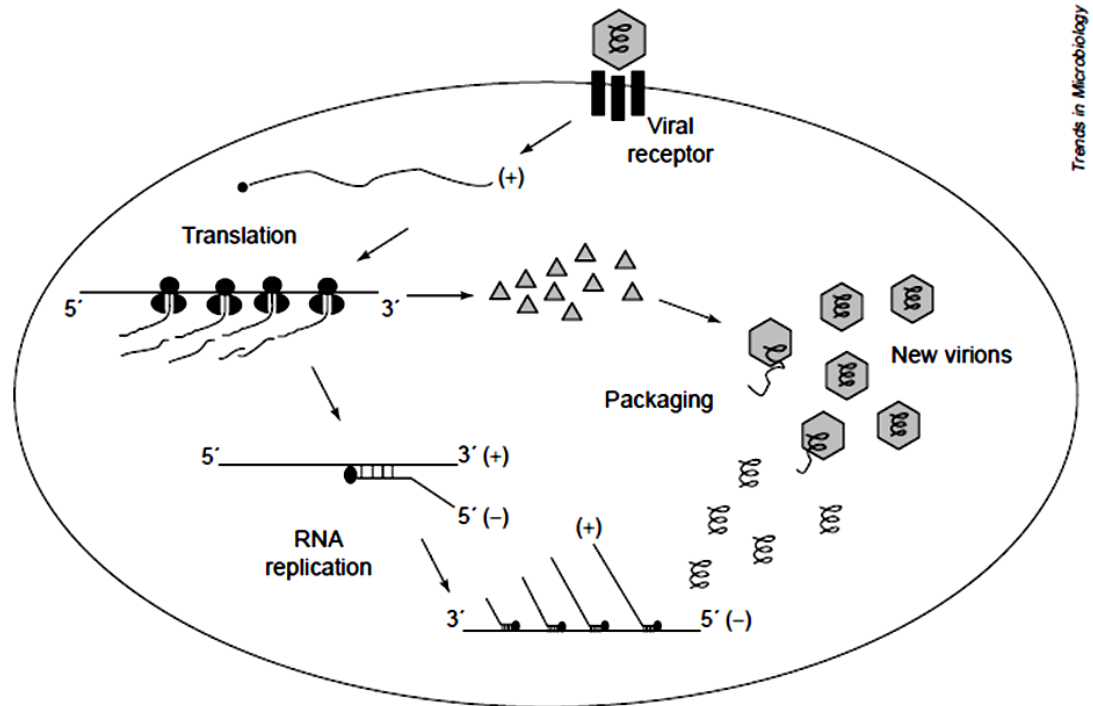 Trends in Microbiology
Viral
receptor
(+)
Translation
5´
3´
New virions
Packaging
5´
3´ (+)
5´ (–)
RNA
replication
(+)
3´
5´ (–)